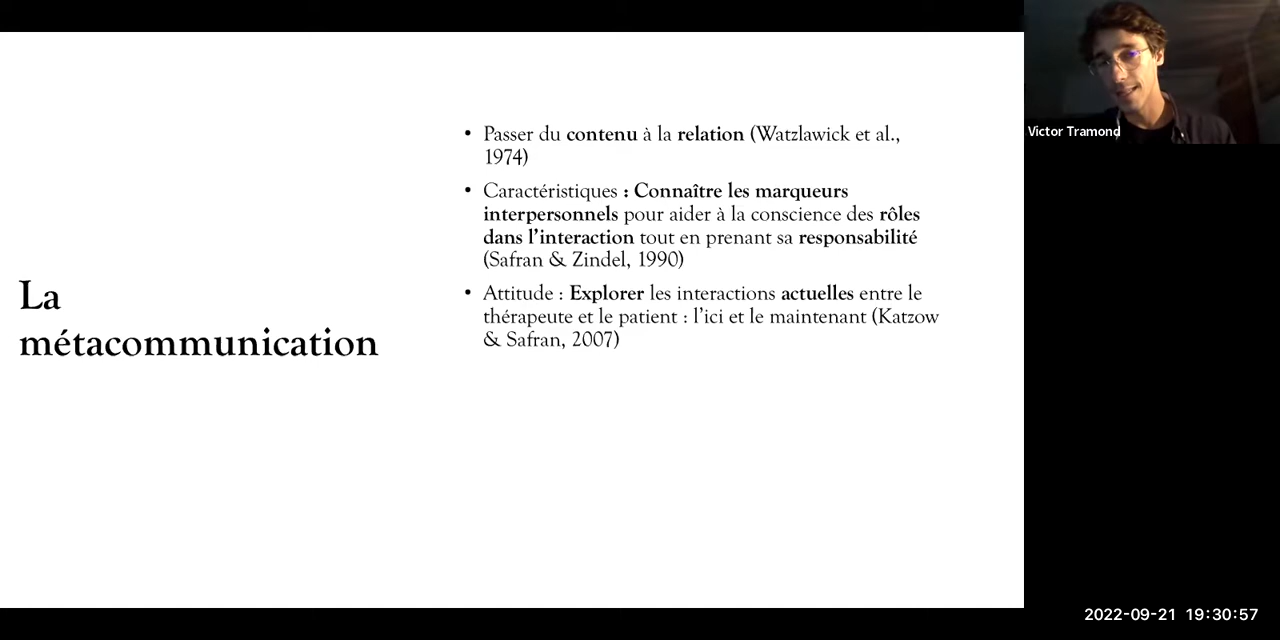 La
métacommunication
• Passer du contenu à la relation (Watzlawick et al.,
1974)
• Caractéristiques : Connaître les marqueurs
interpersonnels pour aider à la conscience des rôles
dans l’interaction tout en prenant sa responsabilité
(Safran & Zindel, 1990)
• Attitude : Explorer les interactions actuelles entre le
thérapeute et le patient : l’ici et le maintenant (Katzow
& Safran, 2007)
Victor Tramond
2022-09-21 19:30:57